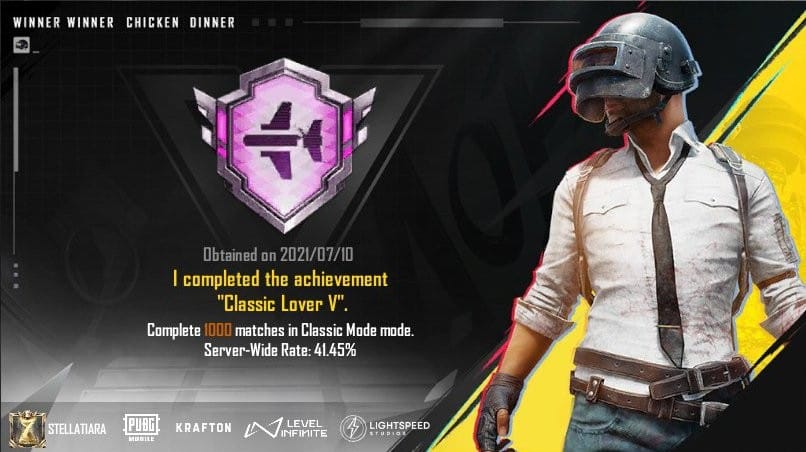 WINNER WINNER CHICKEN DINNER
Obtained on 2021/07/10
I completed the achievement
"Classic Lover V".
Complete 1000 matches in Classic Mode mode.
Server-Wide Rate: 41.45%
STELLATIARA
PUBG
MOBILE
KRAFTON
LEVEL
INFINITE
LIGHTSPEED
STUDIOS